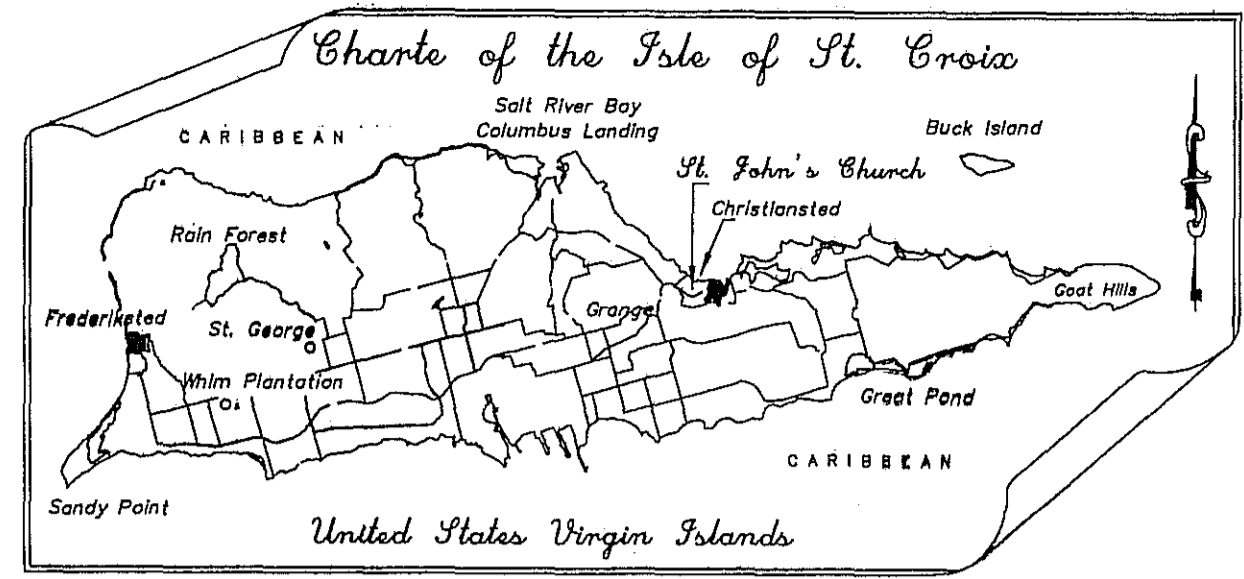 Charte of the Isle of St. Croix
Salt River Bay
Columbus Landing
CARIBBEAN
Buck Island
St. John's Church
Christiansted
Rain Forest
Goat Hills
Frederiksted
St. George
Grange
Whim Plantation
Great Pond
CARIBBEAN
Sandy Point
United States Virgin Islands